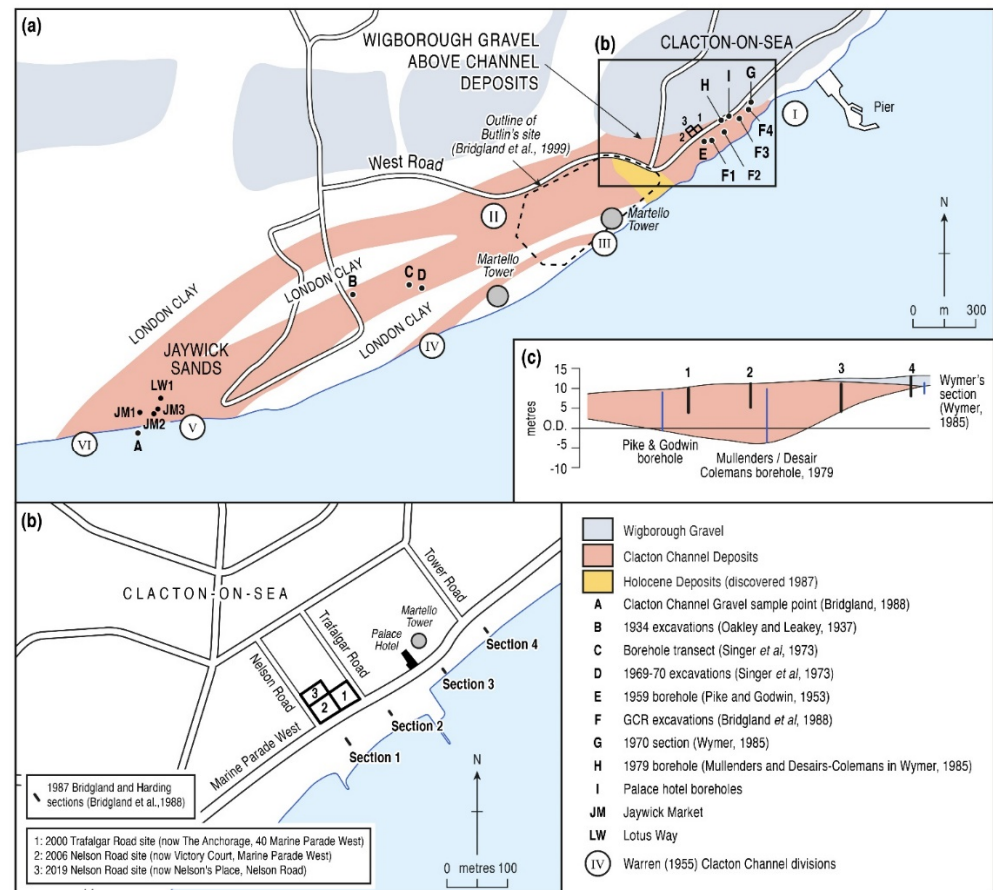 (a)
WIGBOROUGH GRAVEL
ABOVE CHANNEL
DEPOSITS
(b)
CLACTON-ON-SEA
G
I
H
I
Pier
3
1
2
F4
F3
E
F1
F2
Outline of
Butlin's site
(Bridgland et al., 1999)
West Road
II
Martello
Tower
III
Martello
Tower
N
0 m 300
LONDON CLAY
LONDON CLAY
LONDON CLAY
B
C
D
IV
JAYWICK
SANDS
LW1
JM1
JM3
JM2
V
VI
A
(c)
1
2
3
4
metres
10
5
O.D.
-5
-10
Pike & Godwin
borehole
Mullenders / Desair
Colemans borehole, 1979
Wymer's
section
(Wymer,
1985)
(b)
CLACTON-ON-SEA
Tower Road
Martello
Tower
Trafalgar Road
Palace
Hotel
Nelson Road
3
1
2
Marine Parade West
Section 4
Section 3
Section 2
Section 1
N
0 metres 100
1987 Bridgland and Harding
sections (Bridgland et al.,1988)
1: 2000 Trafalgar Road site (now The Anchorage, 40 Marine Parade West)
2: 2006 Nelson Road site (now Victory Court, Marine Parade West)
3: 2019 Nelson Road site (now Nelson's Place, Nelson Road)
Wigborough Gravel
Clacton Channel Deposits
Holocene Deposits (discovered 1987)
A Clacton Channel Gravel sample point (Bridgland, 1988)
B 1934 excavations (Oakley and Leakey, 1937)
C Borehole transect (Singer et al, 1973)
D 1969-70 excavations (Singer et al, 1973)
E 1959 borehole (Pike and Godwin, 1953)
F GCR excavations (Bridgland et al, 1988)
G 1970 section (Wymer, 1985)
H 1979 borehole (Mullenders and Desairs-Colemans in Wymer, 1985)
I Palace hotel boreholes
JM Jaywick Market
LW Lotus Way
IV Warren (1955) Clacton Channel divisions